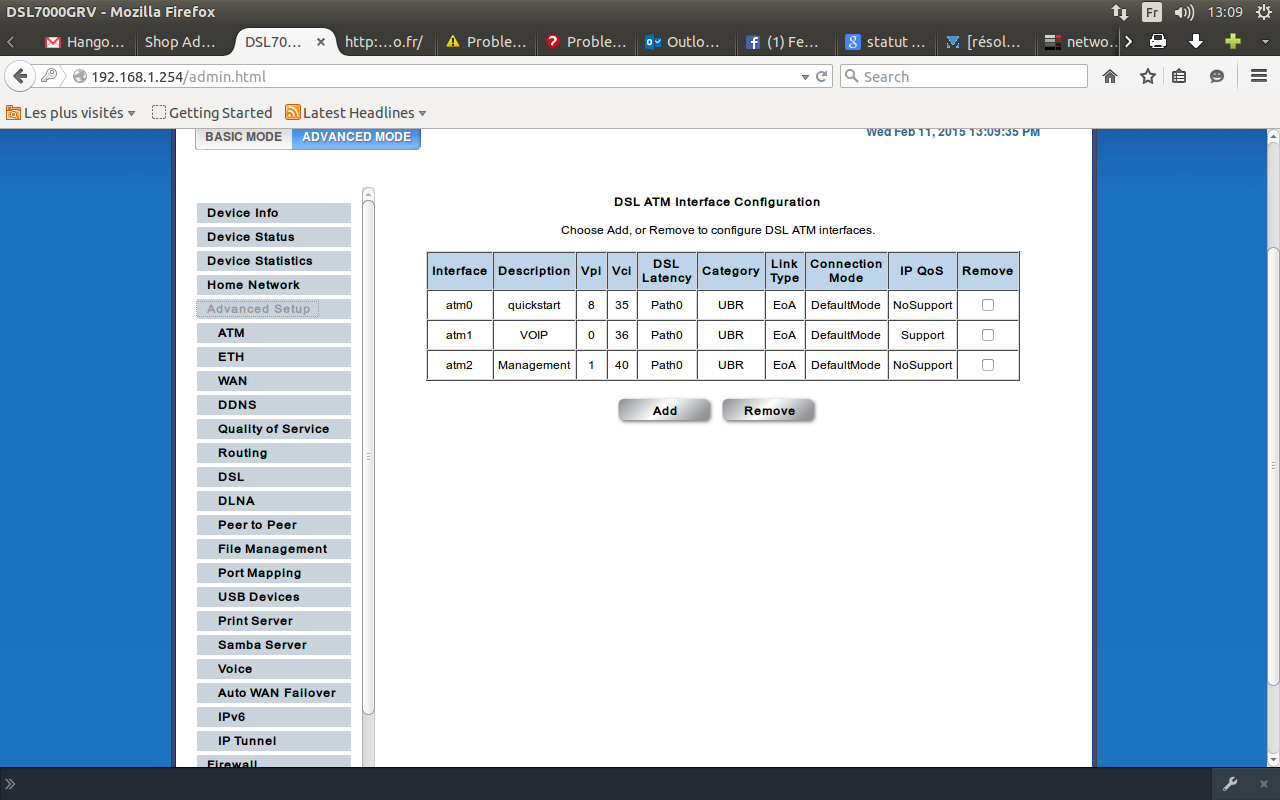 DSL7000GRV - Mozilla Firefox
Fr
13:09
Hango...
Shop Ad...
DSL70...
http:...o.fr/
Proble...
Proble...
Outlo...
(1) Fe...
statut ...
[résol...
netwo...
192.168.1.254/admin.html
Search
Les plus visités
Getting Started
Latest Headlines
BASIC MODE
ADVANCED MODE
Wed Feb 11, 2015 13:09:35 PM
Device Info
Device Status
Device Statistics
Home Network
Advanced Setup
ATM
ETH
WAN
DDNS
Quality of Service
Routing
DSL
DLNA
Peer to Peer
File Management
Port Mapping
USB Devices
Print Server
Samba Server
Voice
Auto WAN Failover
IPv6
IP Tunnel
Firewall
DSL ATM Interface Configuration
Choose Add, or Remove to configure DSL ATM interfaces.
Interface Description Vpi Vci DSL Latency Category Link Type Connection Mode IP QoS Remove
atm0 quickstart 8 35 Path0 UBR EoA DefaultMode NoSupport
atm1 VOIP 0 36 Path0 UBR EoA DefaultMode Support
atm2 Management 1 40 Path0 UBR EoA DefaultMode NoSupport
Add
Remove